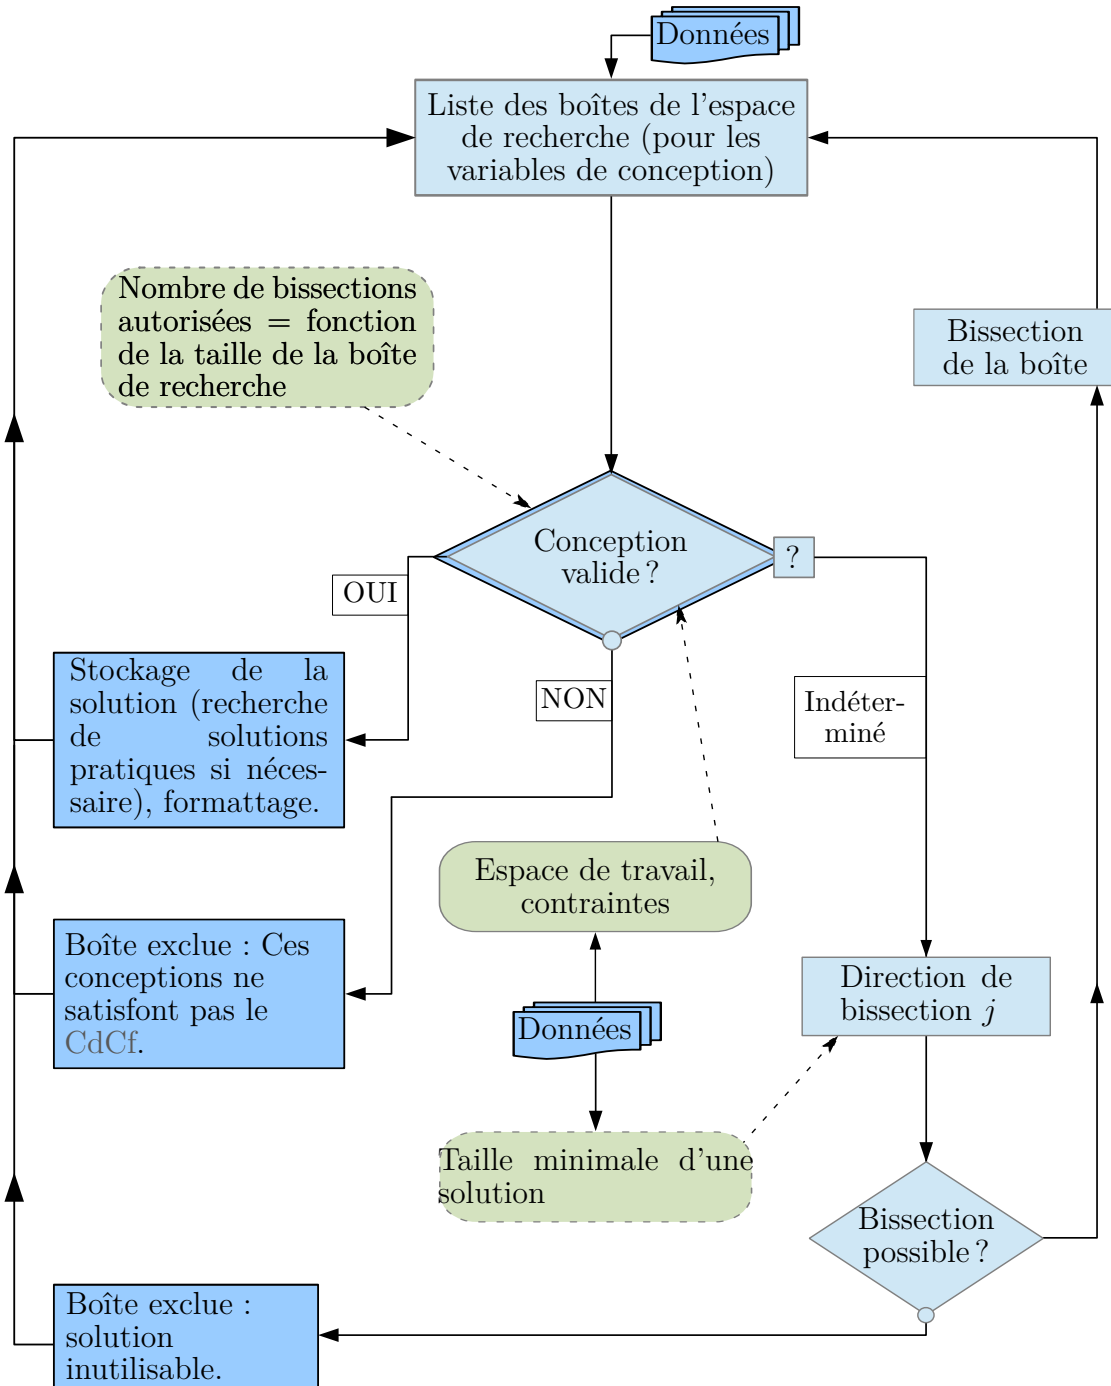 Données
Liste des boîtes de l'espace
de recherche (pour les
variables de conception)
Nombre de bissections
autorisées = fonction
de la taille de la boîte
de recherche
Bissection
de la boîte
Conception
valide ?
?
OUI
NON
Indéter-
miné
Stockage de la
solution (recherche
de solutions
pratiques si néces-
saire), formattage.
Espace de travail,
contraintes
Boîte exclue : Ces
conceptions ne
satisfont pas le
CdCf.
Données
Direction de
bissection j
Taille minimale d'une
solution
Bissection
possible ?
Boîte exclue :
solution
inutilisable.